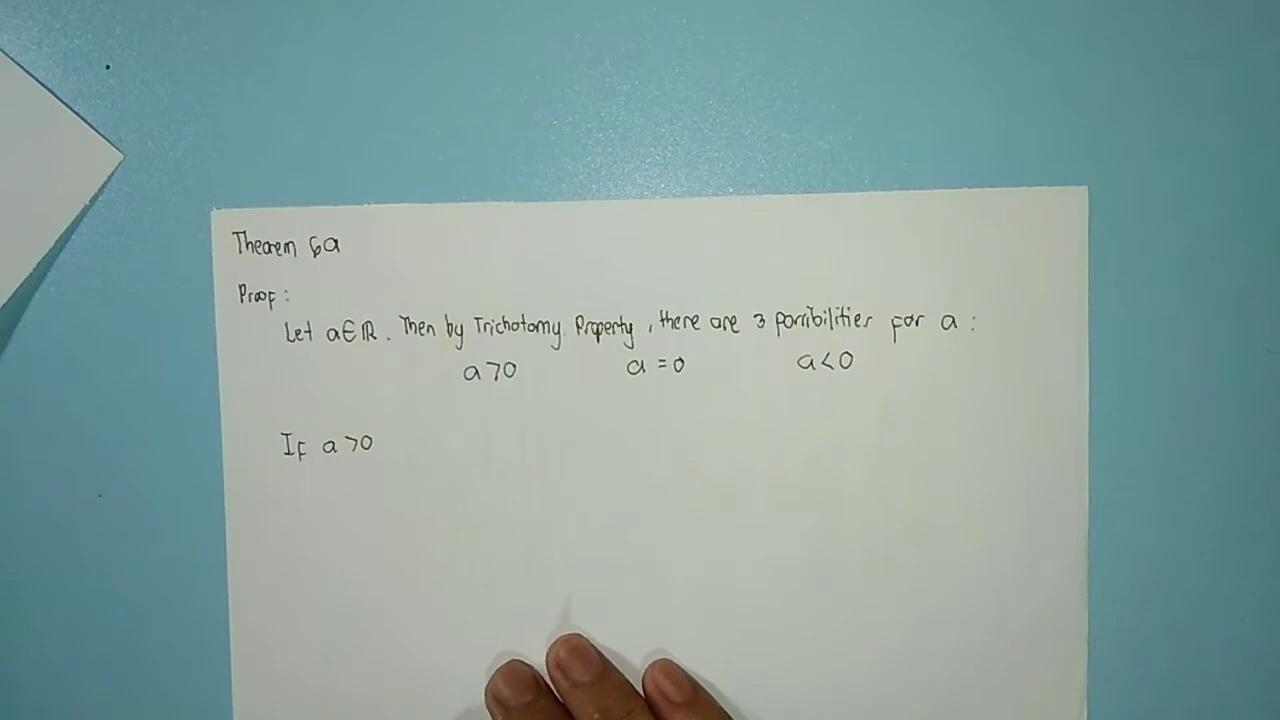 Theorem 6a
Proof:
Let a∈ℝ. Then by Trichotomy Property, there are 3 possibilities for a:
a>0 a=0 a<0
If a>0